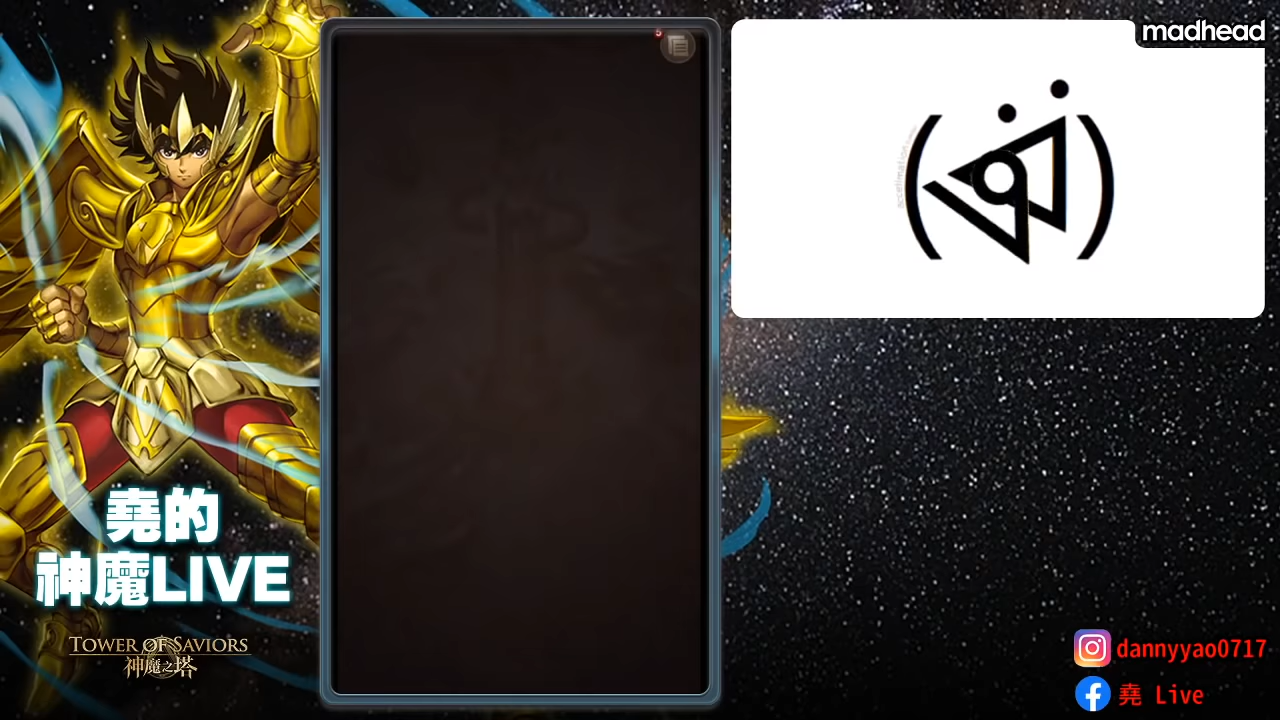 5
madhead
堯的
神魔LIVE
TOWER OF SAVIORS
神魔之塔
dannyyao0717
堯 Live